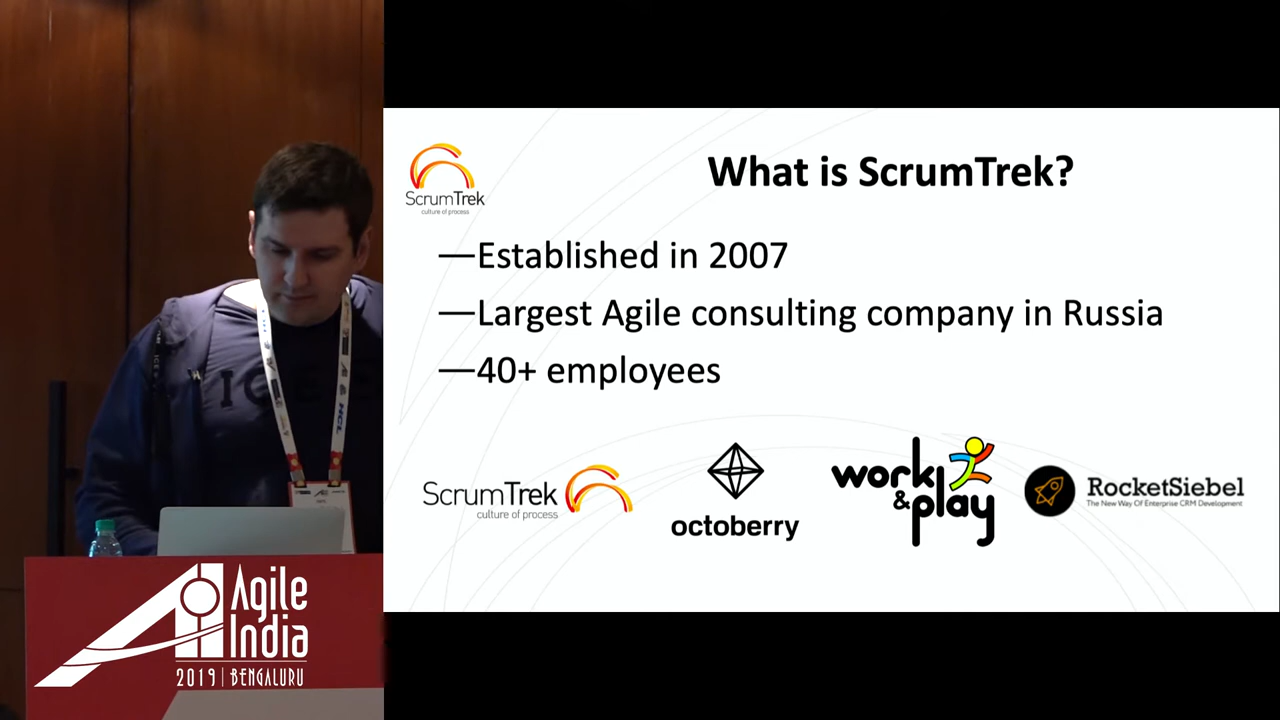 ScrumTrek
culture of process
What is ScrumTrek?
—Established in 2007
—Largest Agile consulting company in Russia
—40+ employees
ScrumTrek
culture of process
octoberry
work
&play
RocketSiebel
The New Way Of Enterprise CRM Development
HCL
Agile
India
2019 | BENGALURU